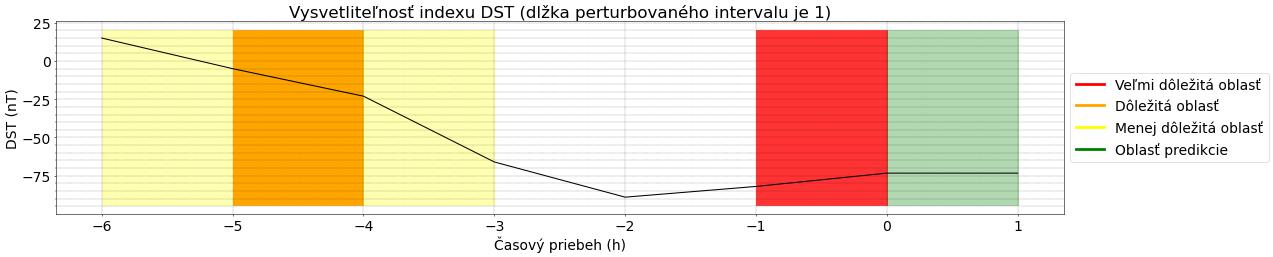 Vysvetliteľnosť indexu DST (dlžka perturbovaného intervalu je 1)
25
0
−25
−50
−75
DST (nT)
−6 −5 −4 −3 −2 −1 0 1
Časový priebeh (h)
Veľmi dôležitá oblasť
Dôležitá oblasť
Menej dôležitá oblasť
Oblasť predikcie